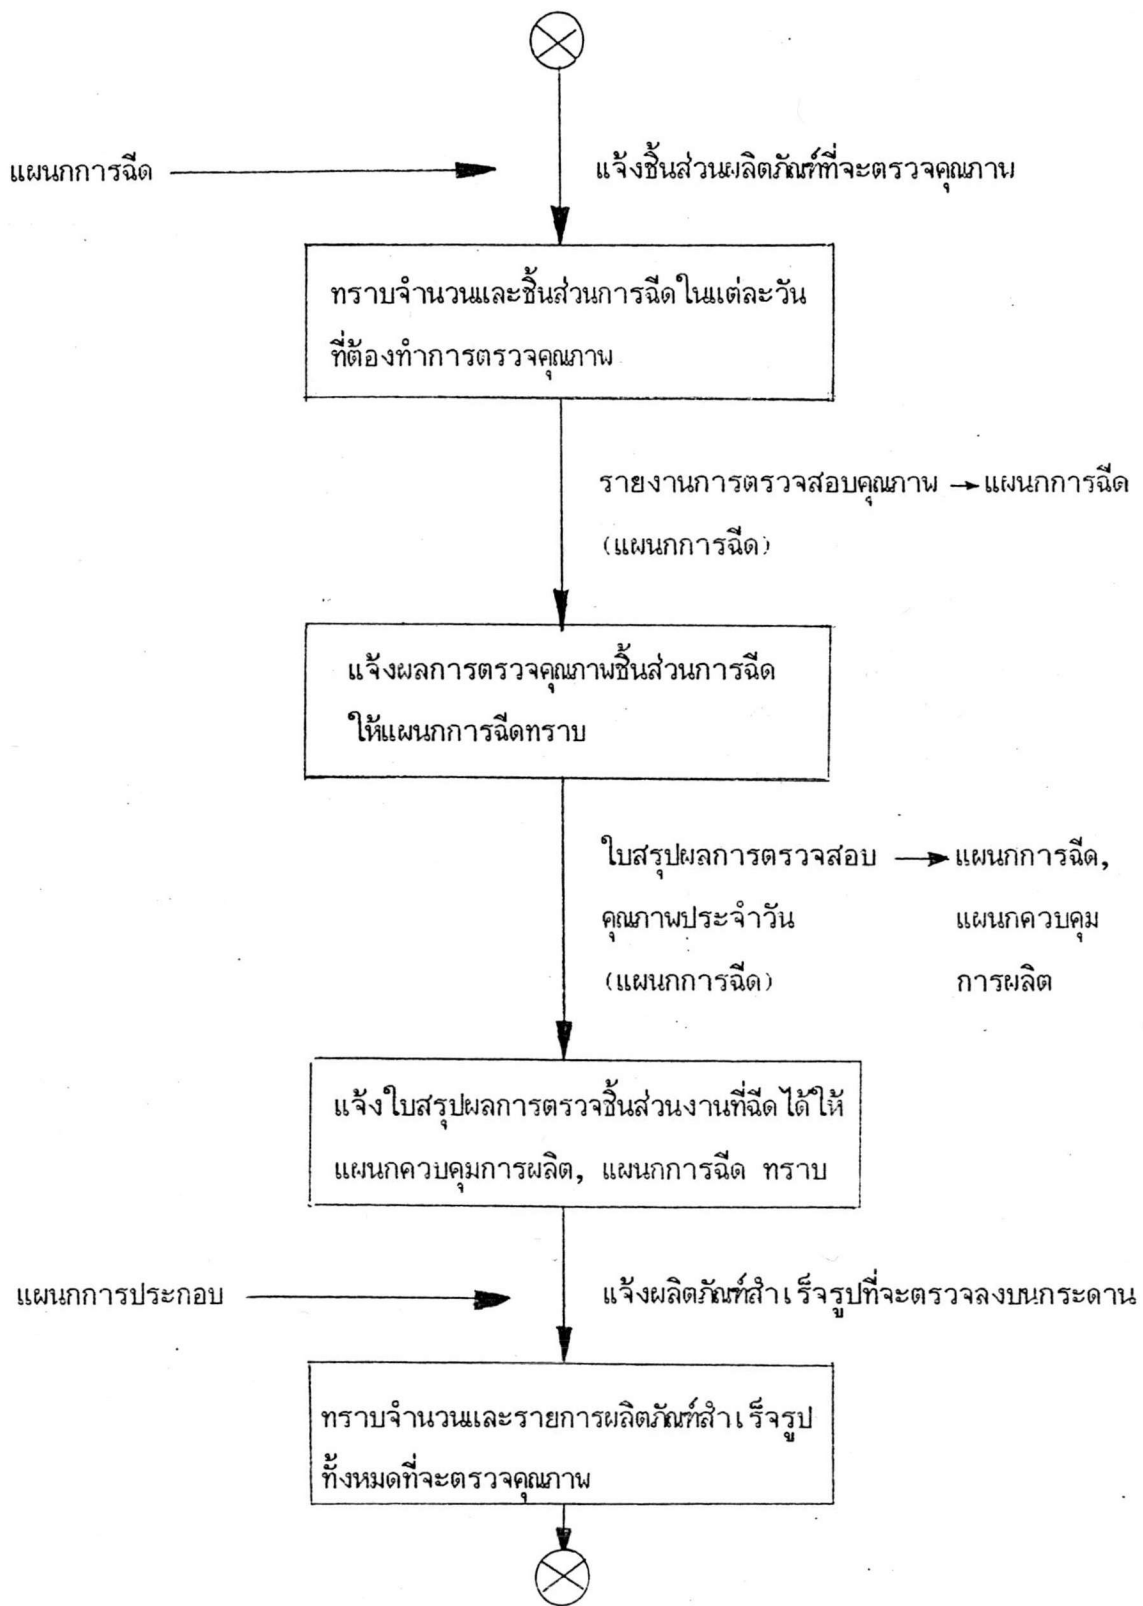 แผนกการฉีด
แจ้งชิ้นส่วนผลิตภัณฑ์ที่จะตรวจคุณภาพ
ทราบจำนวนและชิ้นส่วนการฉีดในแต่ละวัน
ที่ต้องทำการตรวจคุณภาพ
รายงานการตรวจสอบคุณภาพ → แผนกการฉีด
(แผนกการฉีด)
แจ้งผลการตรวจคุณภาพชิ้นส่วนการฉีด
ให้แผนกการฉีดทราบ
ใบสรุปผลการตรวจสอบ → แผนกการฉีด,
คุณภาพประจำวัน แผนกควบคุม
(แผนกการฉีด) การผลิต
แจ้งใบสรุปผลการตรวจชิ้นส่วนงานที่ฉีดได้ให้
แผนกควบคุมการผลิต, แผนกการฉีด ทราบ
แผนกการประกอบ
แจ้งผลิตภัณฑ์สำเร็จรูปที่จะตรวจลงบนกระดาน
ทราบจำนวนและรายการผลิตภัณฑ์สำเร็จรูป
ทั้งหมดที่จะตรวจคุณภาพ